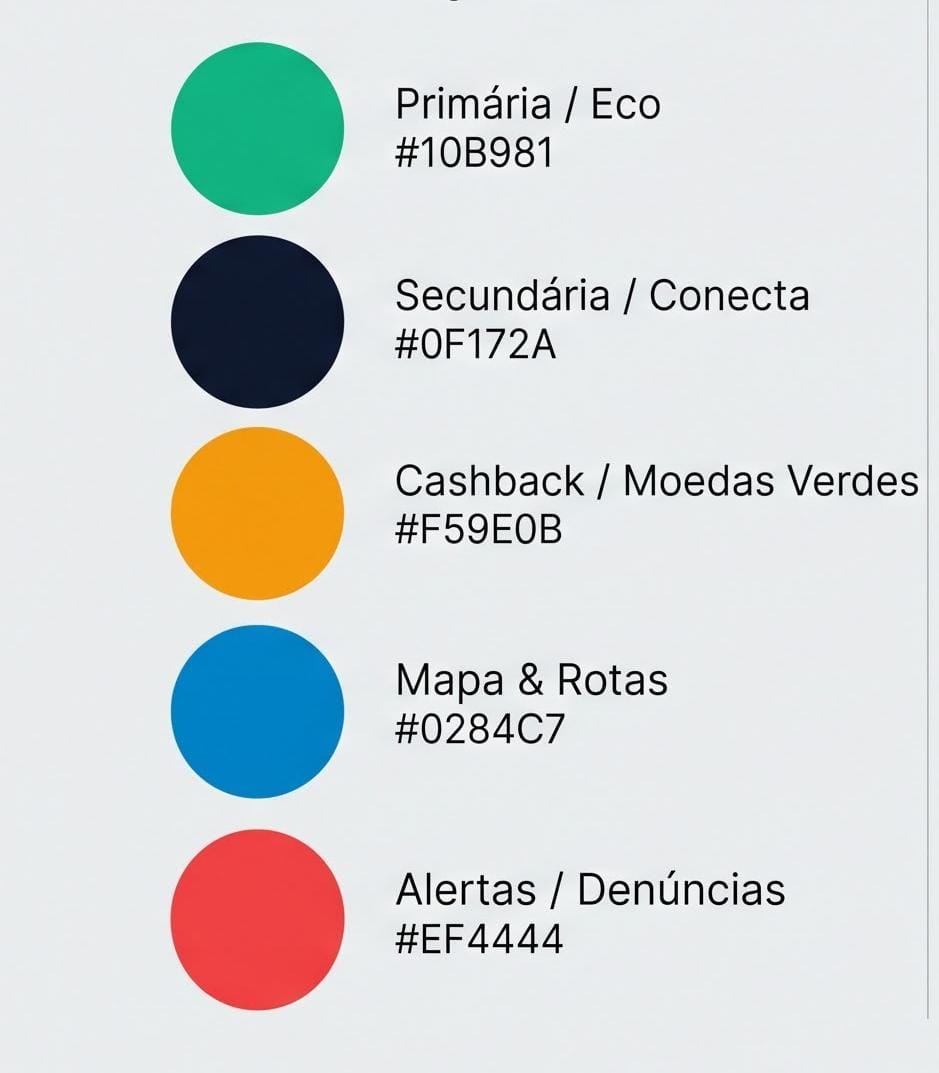 Primária / Eco
#10B981
Secundária / Conecta
#0F172A
Cashback / Moedas Verdes
#F59E0B
Mapa & Rotas
#0284C7
Alertas / Denúncias
#EF4444